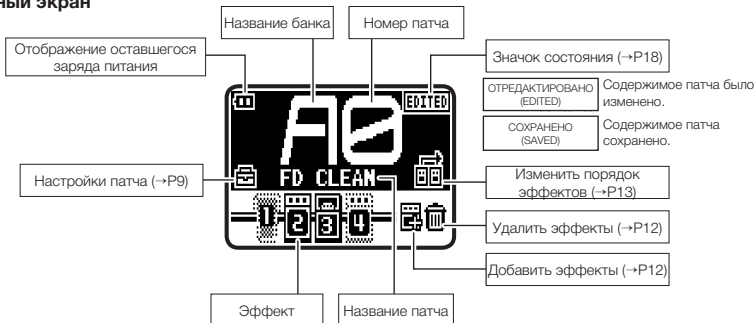 ный экран
Название банка
Номер патча
Отображение оставшегося
заряда питания
Значок состояния (→P18)
ОТРЕДАКТИРОВАНО
(EDITED)
Содержимое патча было
изменено.
СОХРАНЕНО
(SAVED)
Содержимое патча
сохранено.
EDITED
A0
Настройки патча (→P9)
FD CLEAN
Изменить порядок
эффектов (→P13)
1 2 3 4
Удалить эффекты (→P12)
Добавить эффекты (→P12)
Эффект
Название патча